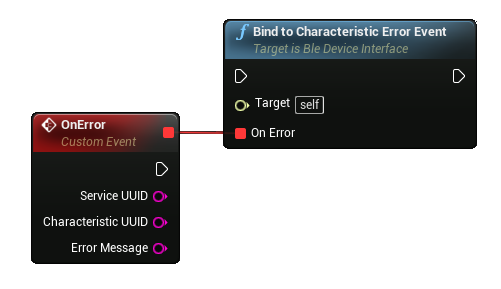 f Bind to Characteristic Error Event
Target is Ble Device Interface
Target self
On Error
OnError
Custom Event
Service UUID
Characteristic UUID
Error Message